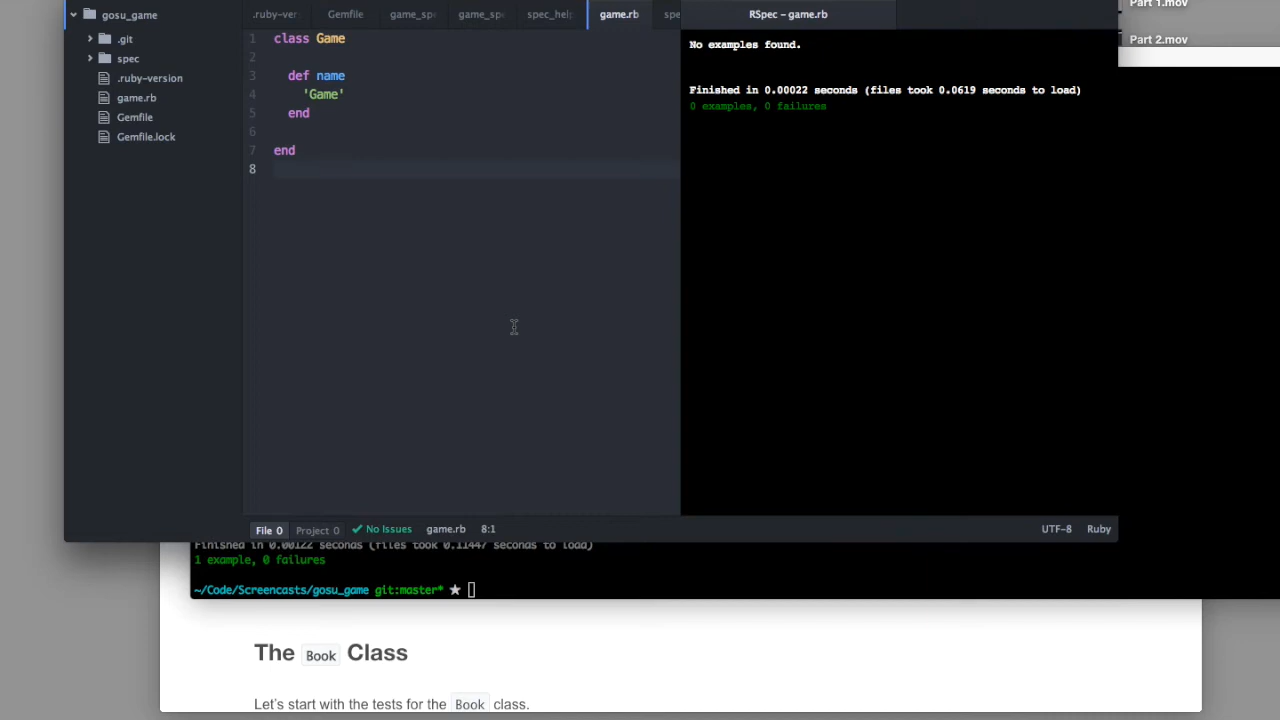 gosu_game
.git
spec
.ruby-version
game.rb
Gemfile
Gemfile.lock
.ruby-ver
Gemfile
game_spe
game_spe
spec_help
game.rb
spe
1 class Game
2
3 def name
4 'Game'
5 end
6
7 end
8
RSpec - game.rb
No examples found.
Finished in 0.00022 seconds (files took 0.0619 seconds to load)
0 examples, 0 failures
Part 1.mov
Part 2.mov
File 0 Project 0 No Issues game.rb 8:1 UTF-8 Ruby
Finished in 0.00122 seconds (files took 0.11447 seconds to load)
1 example, 0 failures
~/Code/Screencasts/gosu_game git:master* ★
The Book Class
Let's start with the tests for the Book class.